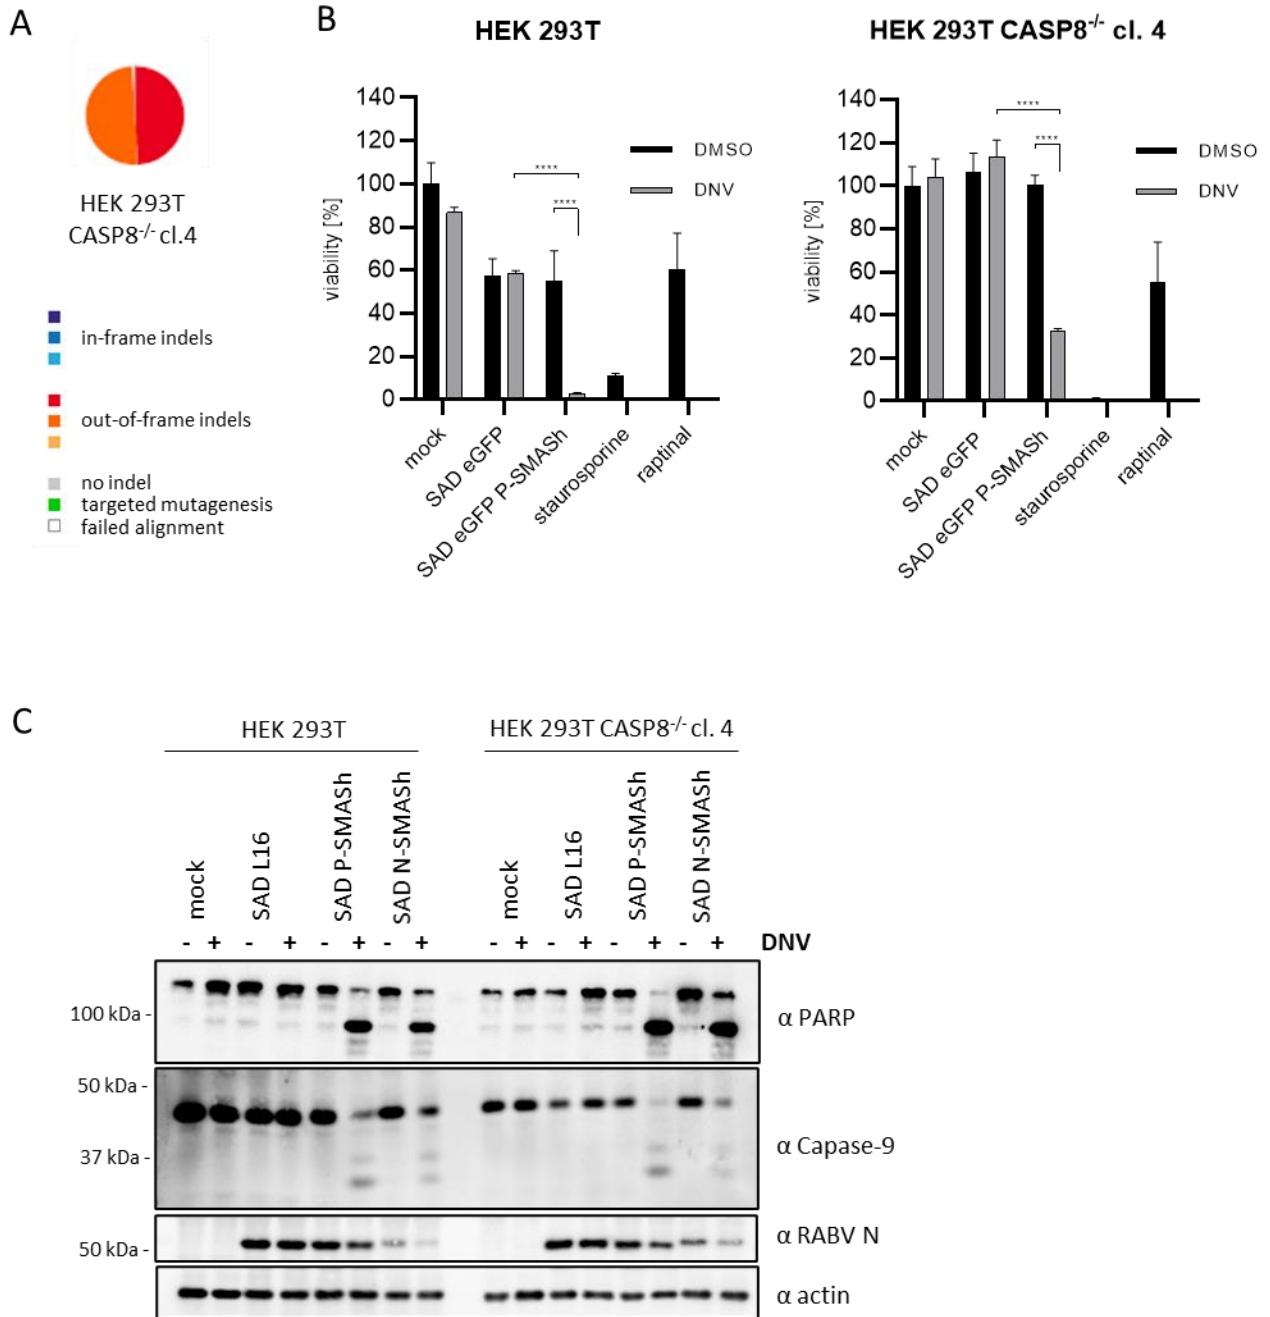 A
HEK 293T
CASP8-/- cl.4
in-frame indels
out-of-frame indels
no indel
targeted mutagenesis
failed alignment
B
HEK 293T
viability [%]
140
120
100
80
60
40
20
0
****
****
DMSO
DNV
mock
SAD eGFP
SAD eGFP P-SMASh
staurosporine
raptinal
HEK 293T CASP8-/- cl. 4
viability [%]
140
120
100
80
60
40
20
0
****
****
DMSO
DNV
mock
SAD eGFP
SAD eGFP P-SMASh
staurosporine
raptinal
C
HEK 293T
HEK 293T CASP8-/- cl. 4
mock
SAD L16
SAD P-SMASh
SAD N-SMASh
mock
SAD L16
SAD P-SMASh
SAD N-SMASh
- + - + - + - + - + - + - + - + DNV
100 kDa -
α PARP
50 kDa -
37 kDa -
α Capase-9
50 kDa -
α RABV N
α actin